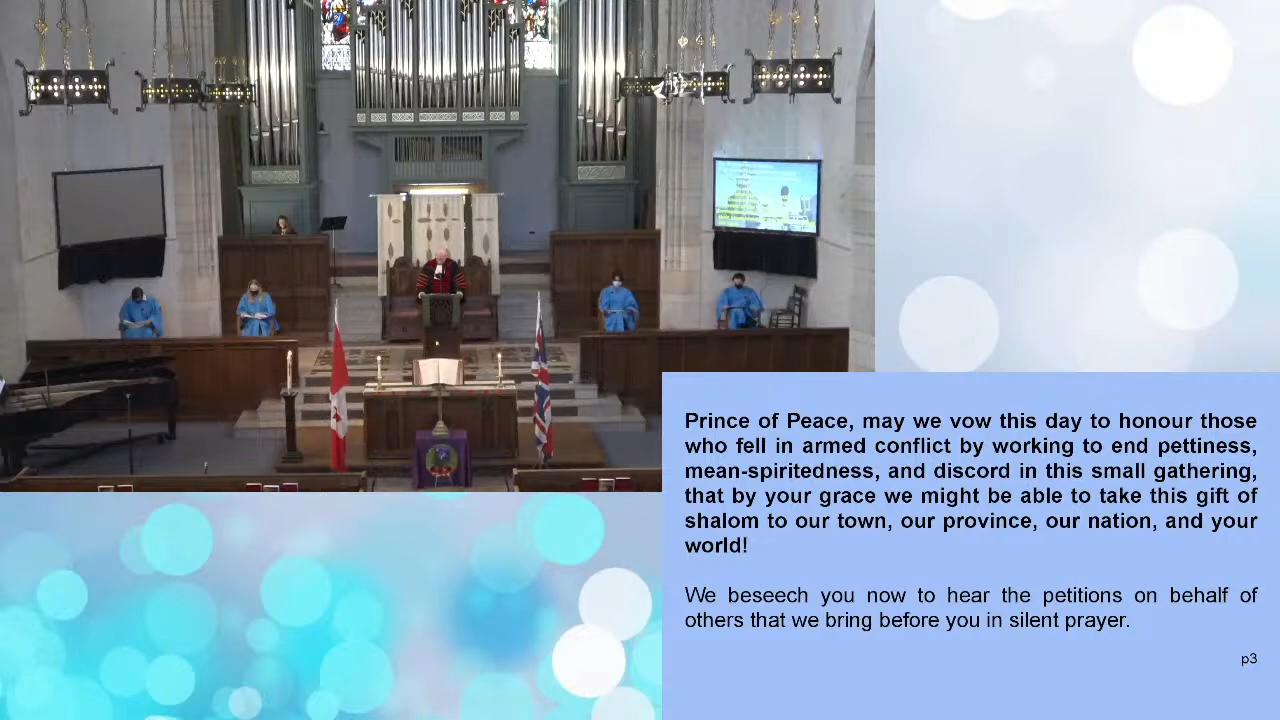 Prince of Peace, may we vow this day to honour those
who fell in armed conflict by working to end pettiness,
mean-spiritedness, and discord in this small gathering,
that by your grace we might be able to take this gift of
shalom to our town, our province, our nation, and your
world!
We beseech you now to hear the petitions on behalf of
others that we bring before you in silent prayer.
p3